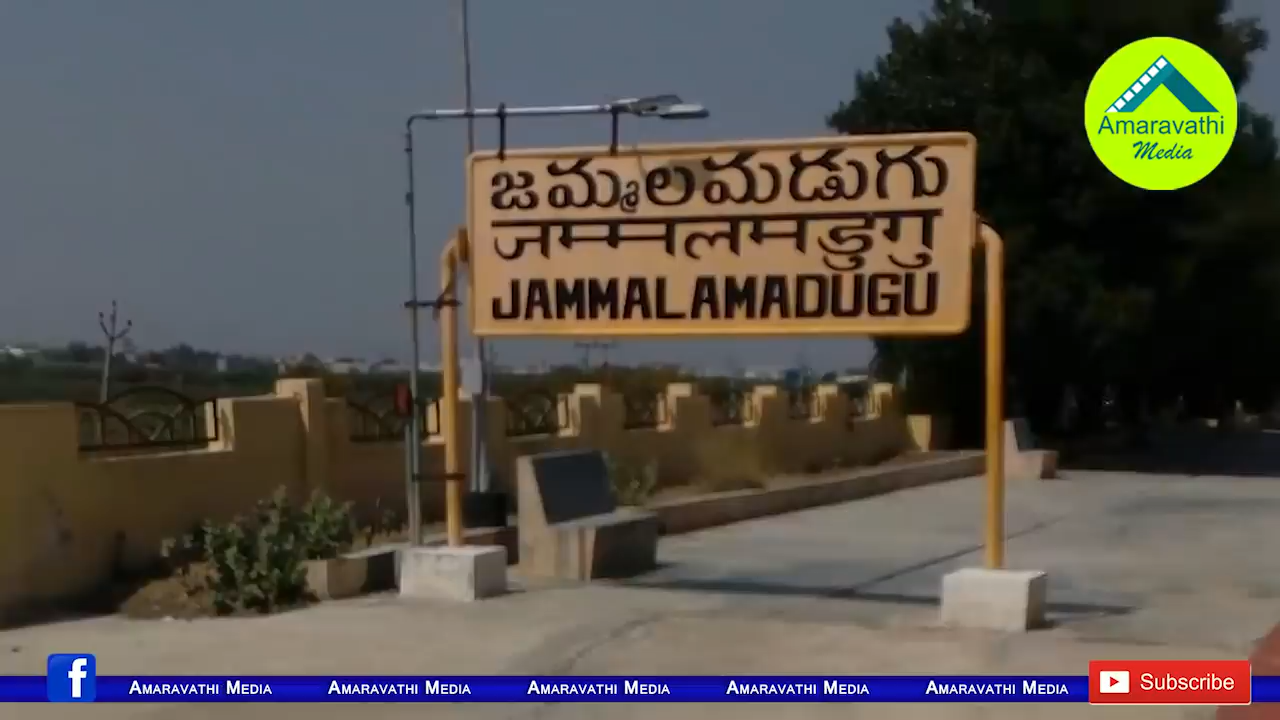 జమ్మలమడుగు
जम्मलमडुगु
JAMMALAMADUGU
Amaravathi
Media
f Amaravathi Media Amaravathi Media Amaravathi Media Amaravathi Media Amaravathi Media Subscribe